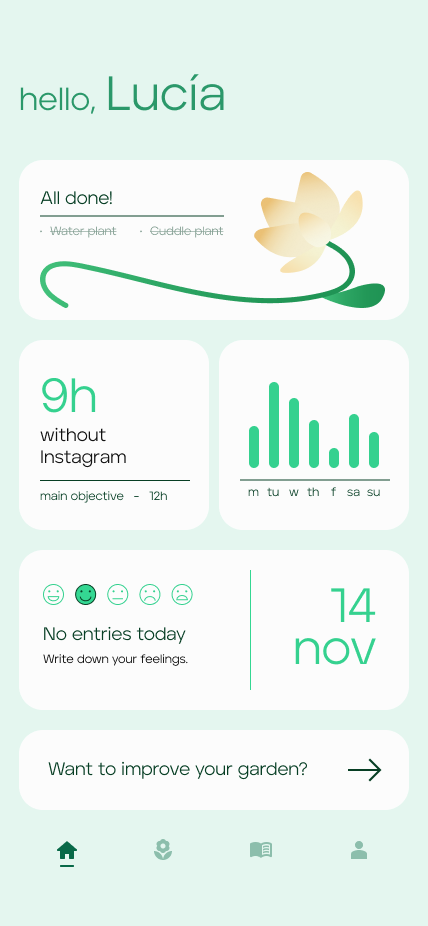 hello, Lucía
All done!
· Water plant · Cuddle plant
9h
without
Instagram
main objective - 12h
m tu w th f sa su
No entries today
Write down your feelings.
14
nov
Want to improve your garden?